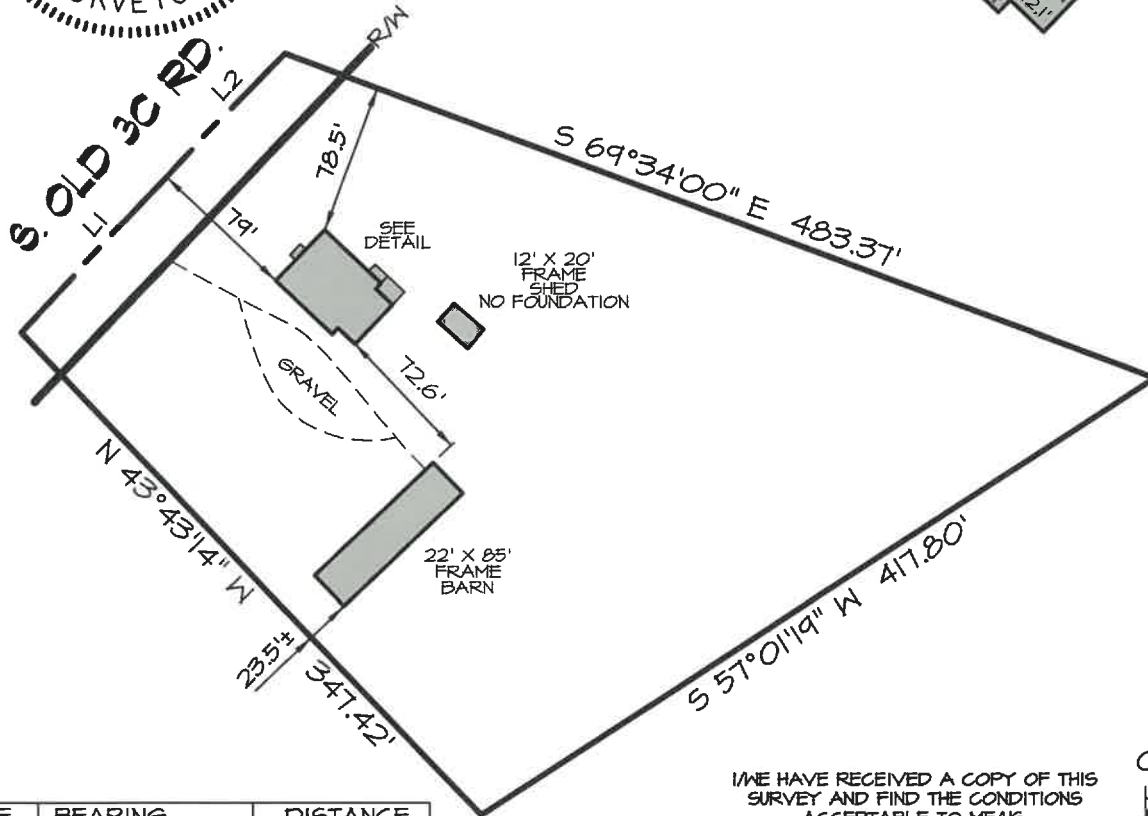 2.1'
R/W
S. OLD 3C RD.
L2
L1
78.5'
79'
SEE
DETAIL
12' X 20'
FRAME
SHED
NO FOUNDATION
S 69°34'00" E 483.37'
GRAVEL
72.6'
N 43°43'14" W
347.42'
22' X 85'
FRAME
BARN
23.5'±
S 57°01'19" W 417.80'
I/WE HAVE RECEIVED A COPY OF THIS
SURVEY AND FIND THE CONDITIONS
BEARING
DISTANCE